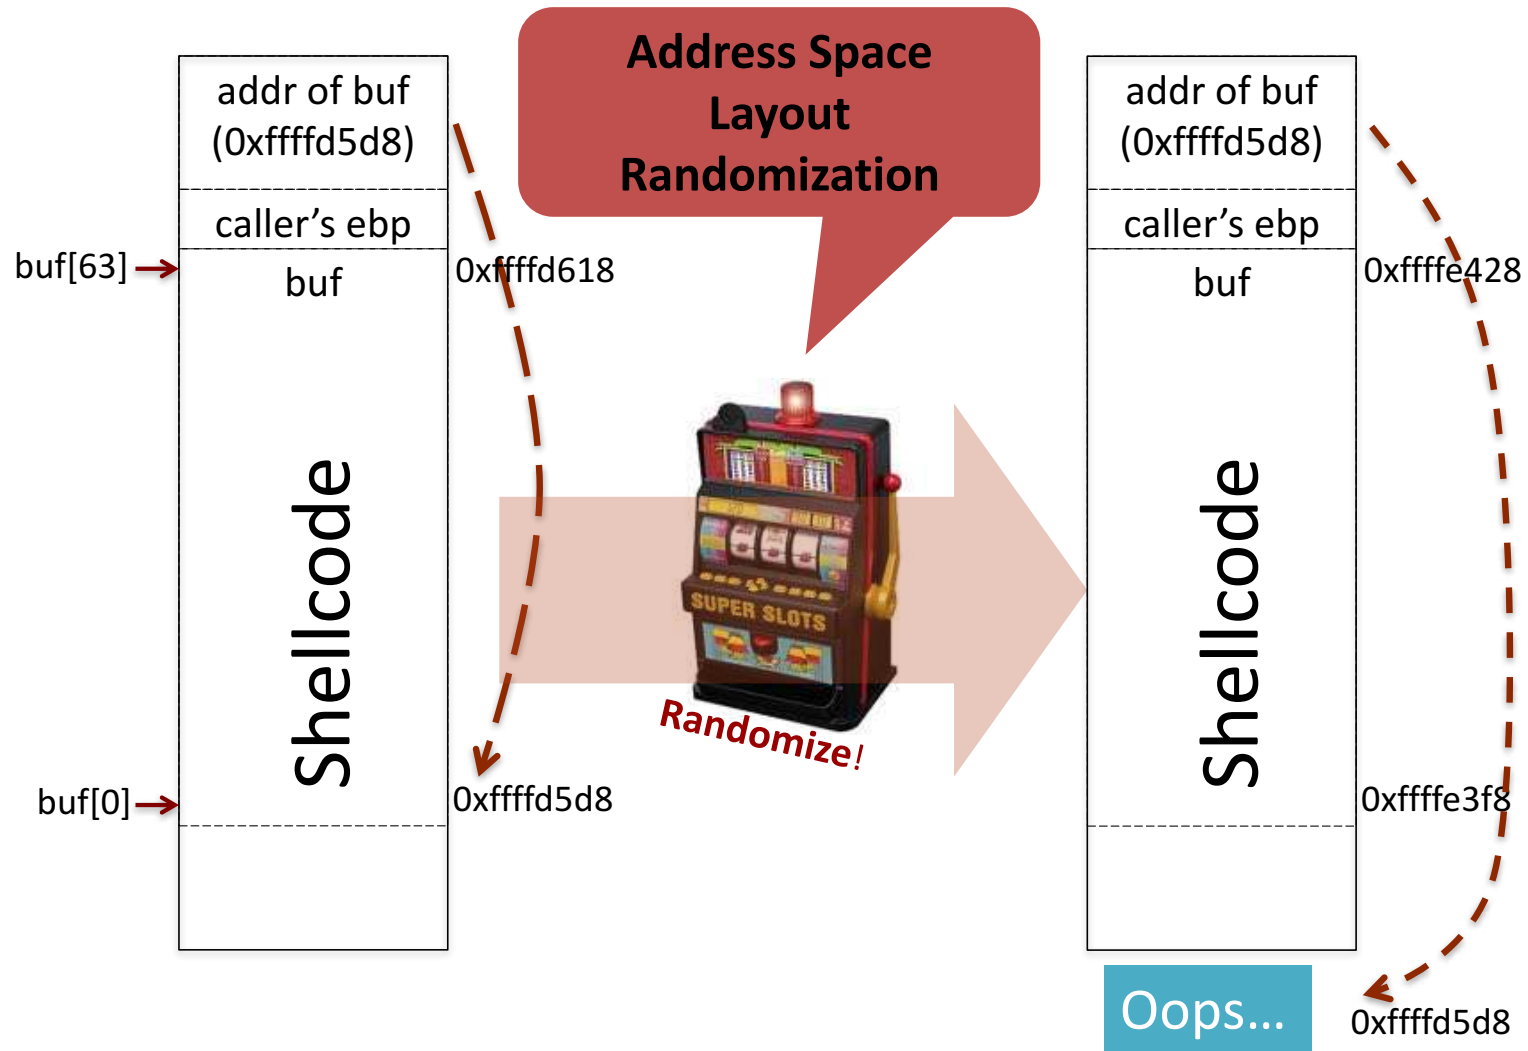 Address Space
Layout
Randomization
addr of buf
(0xffffd5d8)
caller's ebp
buf[63]
0xffffd618
buf
Shellcode
buf[0]
0xffffd5d8
SUPER SLOTS
Randomize!
addr of buf
(0xffffd5d8)
caller's ebp
0xffffe428
buf
Shellcode
0xffffe3f8
Oops...
0xffffd5d8